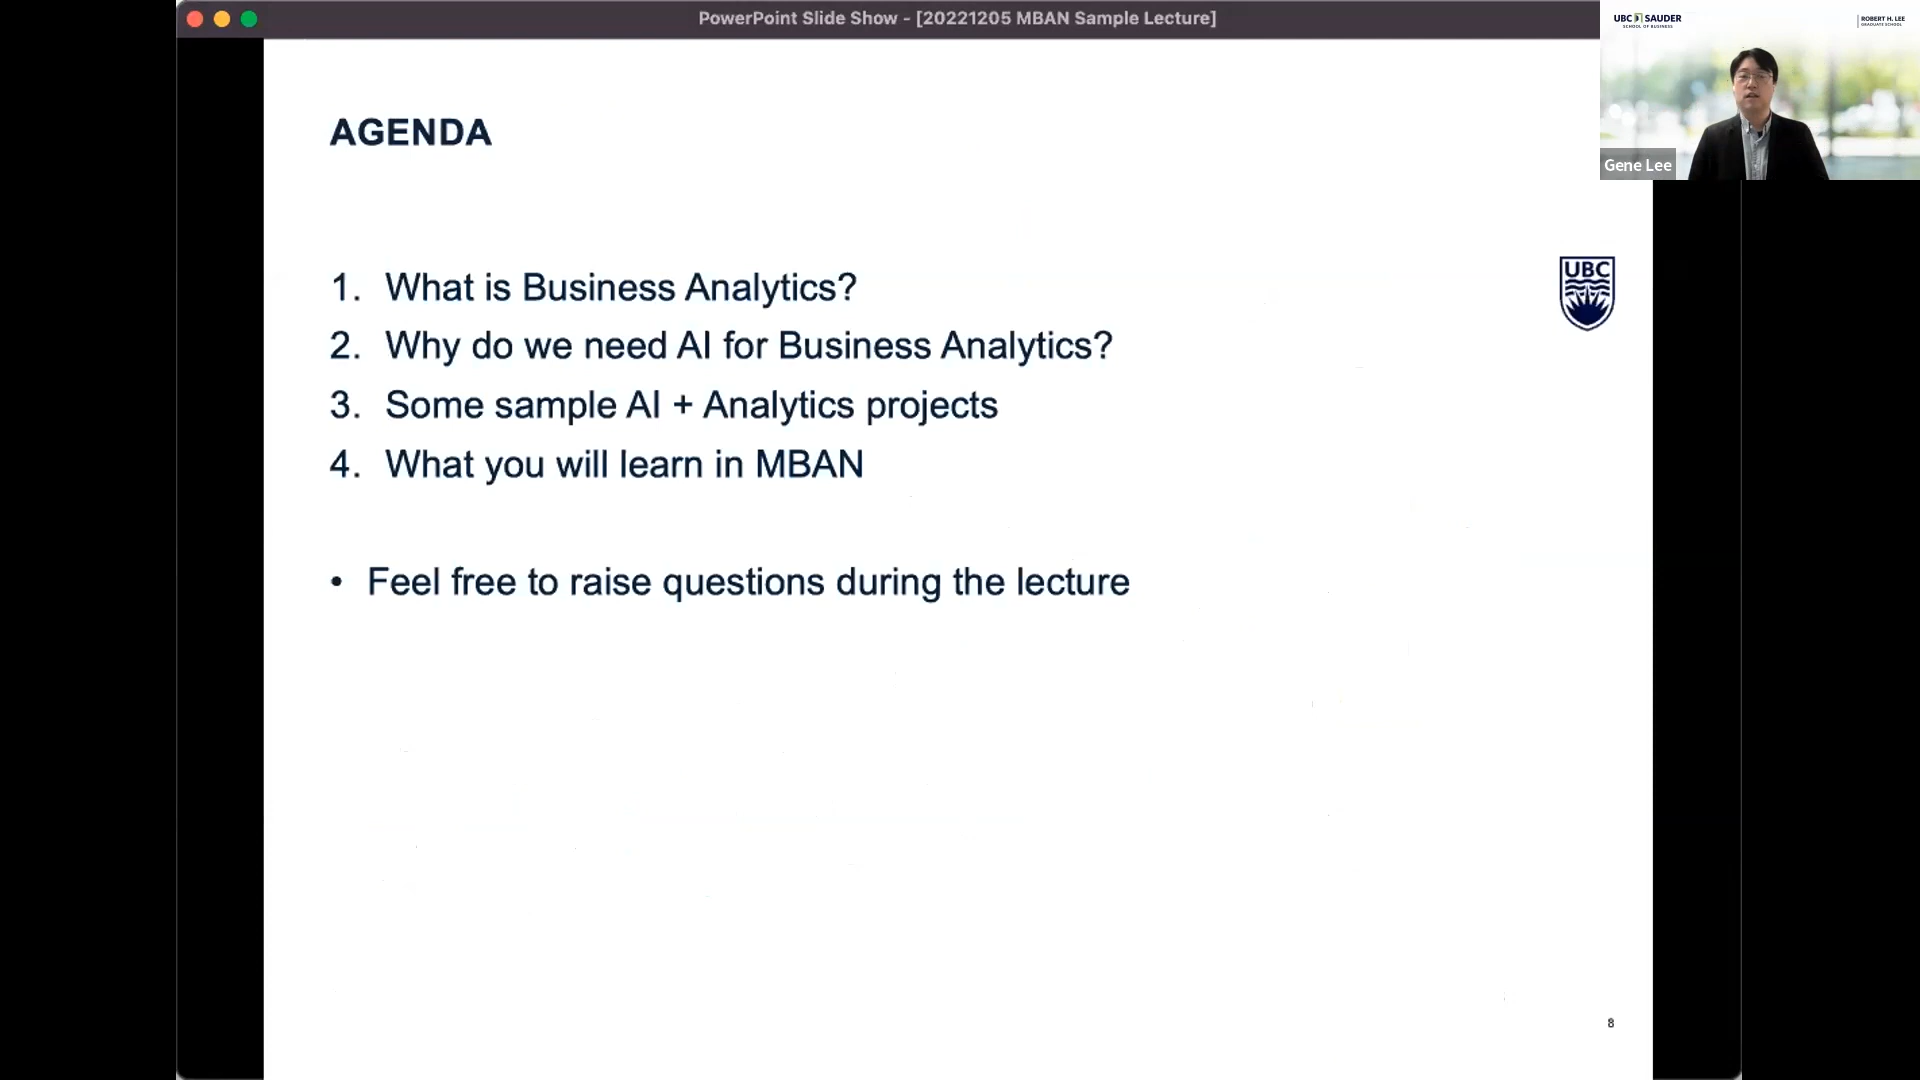 PowerPoint Slide Show - [20221205 MBAN Sample Lecture]
UBC SAUDER
SCHOOL OF BUSINESS
ROBERT H. LEE
GRADUATE SCHOOL
Gene Lee
AGENDA
UBC
1. What is Business Analytics?
2. Why do we need AI for Business Analytics?
3. Some sample AI + Analytics projects
4. What you will learn in MBAN
• Feel free to raise questions during the lecture
8